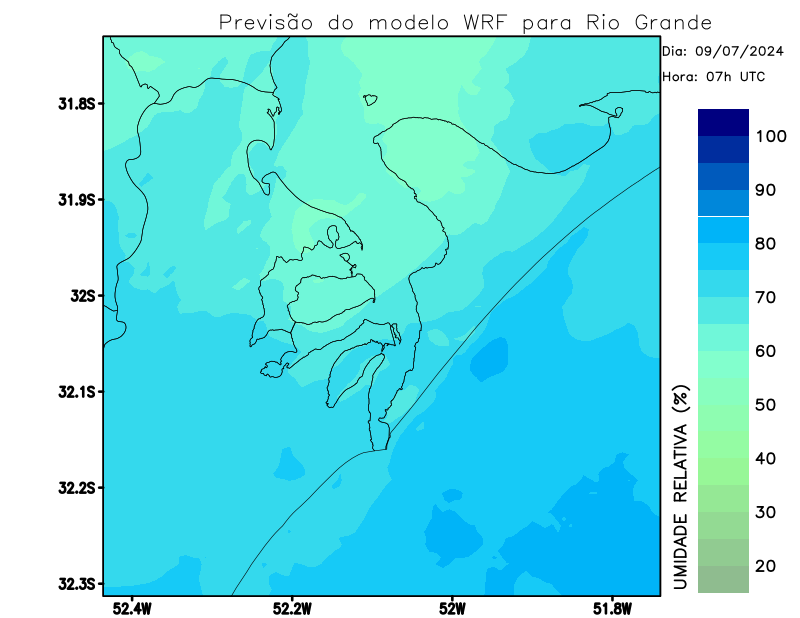 Previsão do modelo WRF para Rio Grande
Dia: 09/07/2024
Hora: 07h UTC
31.8S
31.9S
32S
32.1S
32.2S
32.3S
52.4W
52.2W
52W
51.8W
UMIDADE RELATIVA (%)
100
90
80
70
60
50
40
30
20